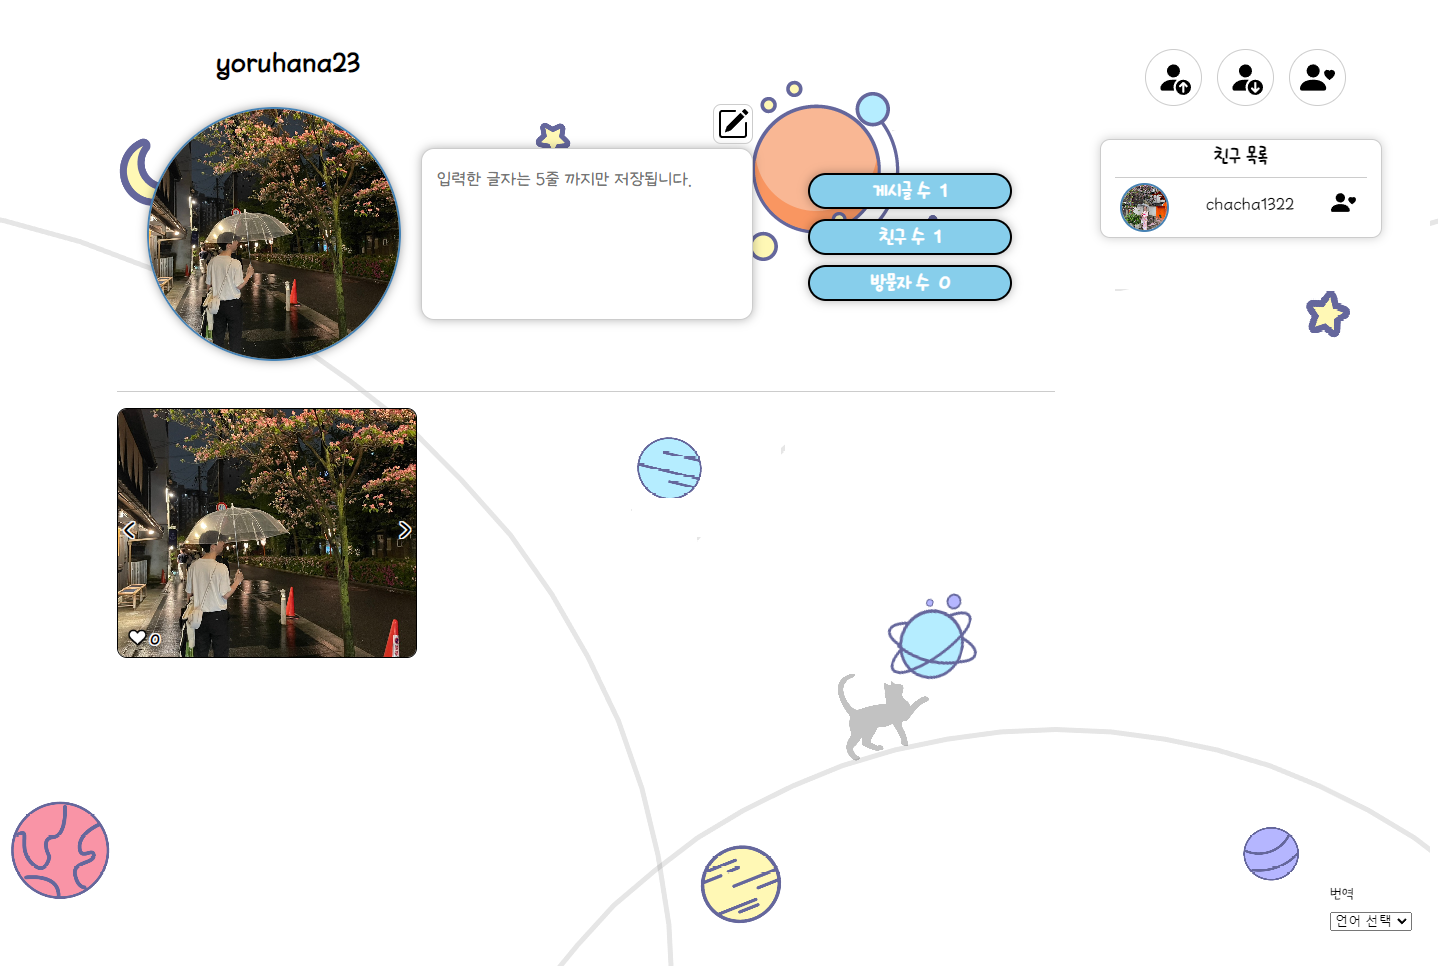 yoruhana23
입력한 글자는 5줄 까지만 저장됩니다.
게시글 수 1
친구 수 1
방문자 수 0
친구 목록
chacha1322
0
번역
언어 선택